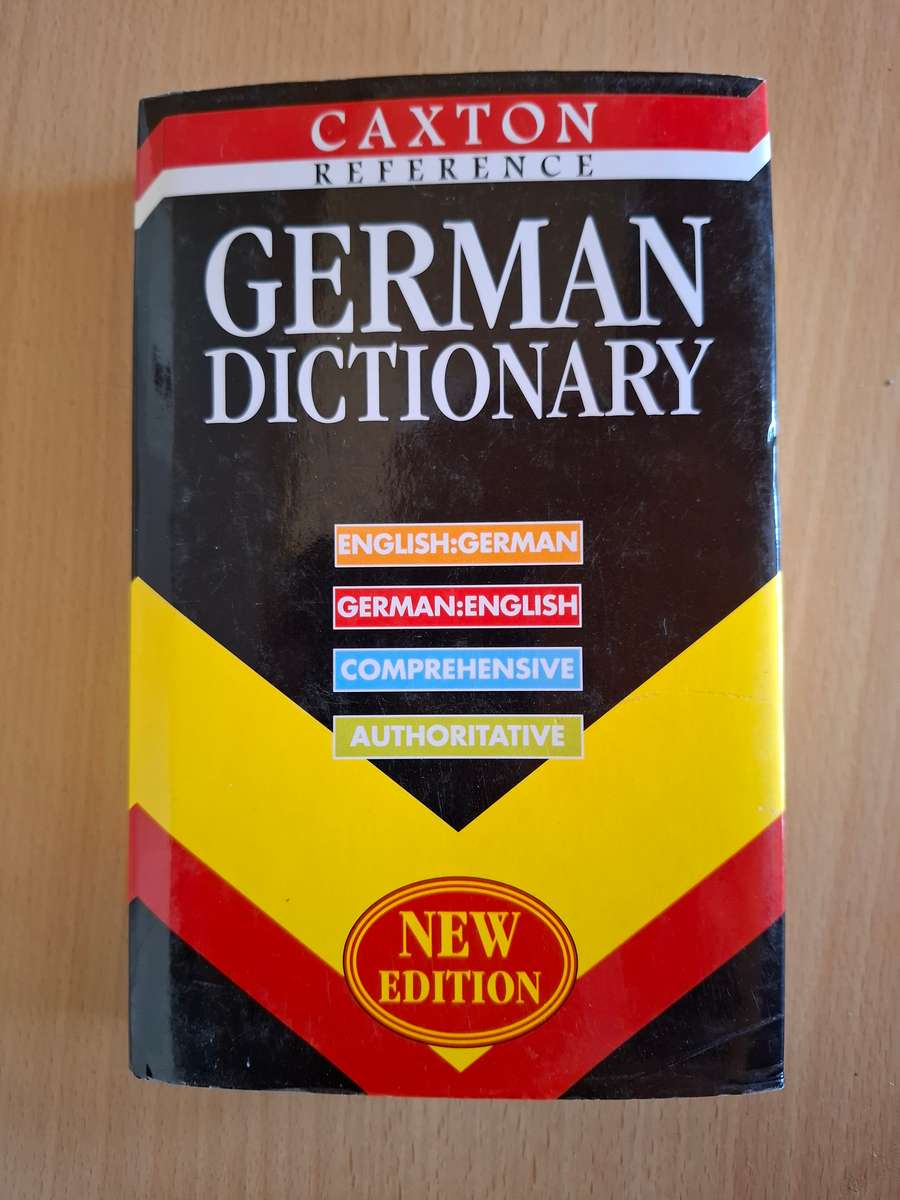 CAXTON
REFERENCE
GERMAN
DICTIONARY
ENGLISH:GERMAN
GERMAN:ENGLISH
COMPREHENSIVE
AUTHORITATIVE
NEW
EDITION